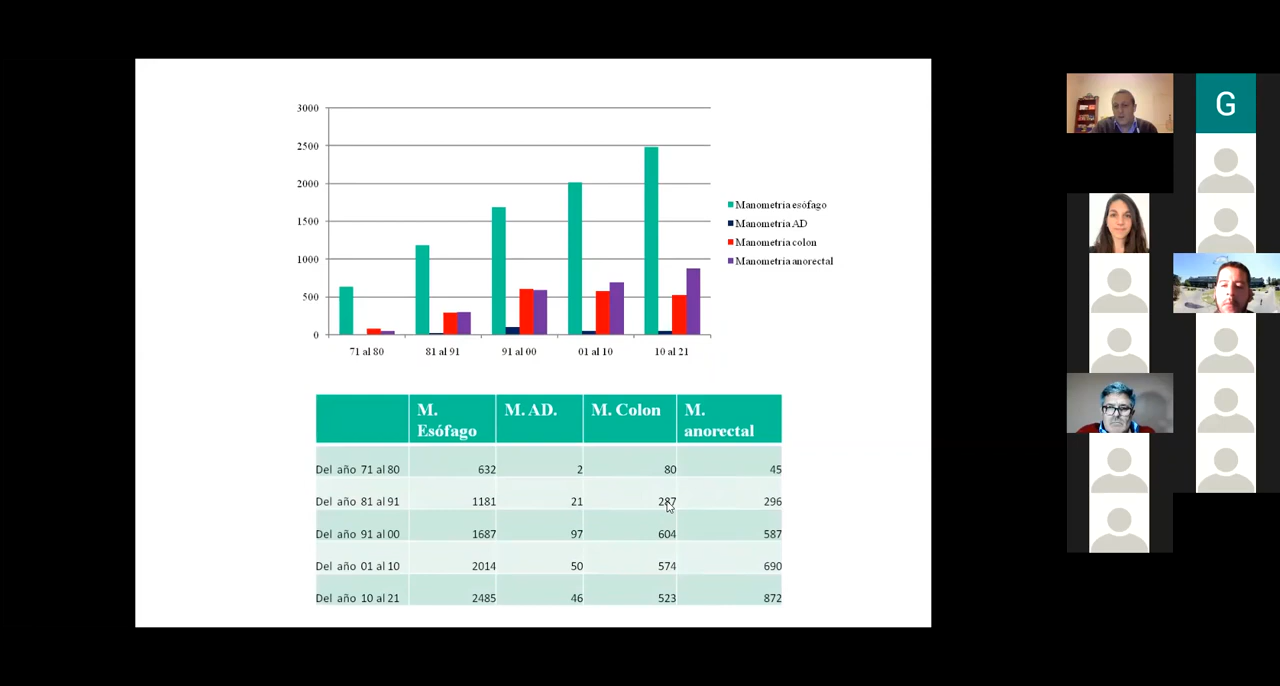 3000
2500
2000
1500
1000
500
0
71 al 80 81 al 91 91 al 00 01 al 10 10 al 21
Manometria esófago
Manometria AD
Manometria colon
Manometria anorectal
M. Esófago M. AD. M. Colon M. anorectal
Del año 71 al 80 632 2 80 45
Del año 81 al 91 1181 21 287 296
Del año 91 al 00 1687 97 604 587
Del año 01 al 10 2014 50 574 690
Del año 10 al 21 2485 46 523 872
G